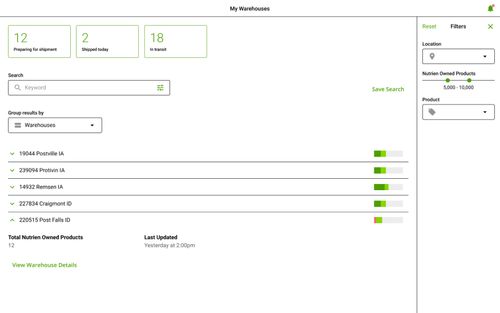 My Warehouses
12
Preparing for shipment
2
Shipped today
18
In transit
Search
Keyword
Save Search
Group results by
Warehouses
19044 Postville IA
239094 Protivin IA
14932 Remsen IA
227834 Craigmont ID
220515 Post Falls ID
Total Nutrien Owned Products
12
Last Updated
Yesterday at 2:00pm
View Warehouse Details
Reset
Filters
Location
Nutrien Owned Products
5,000 - 10,000
Product